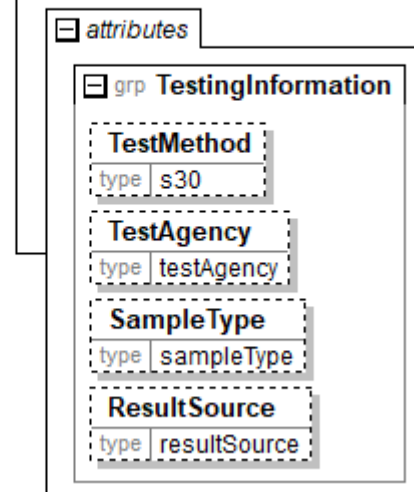 attributes
grp TestingInformation
TestMethod
type s30
TestAgency
type testAgency
SampleType
type sampleType
ResultSource
type resultSource